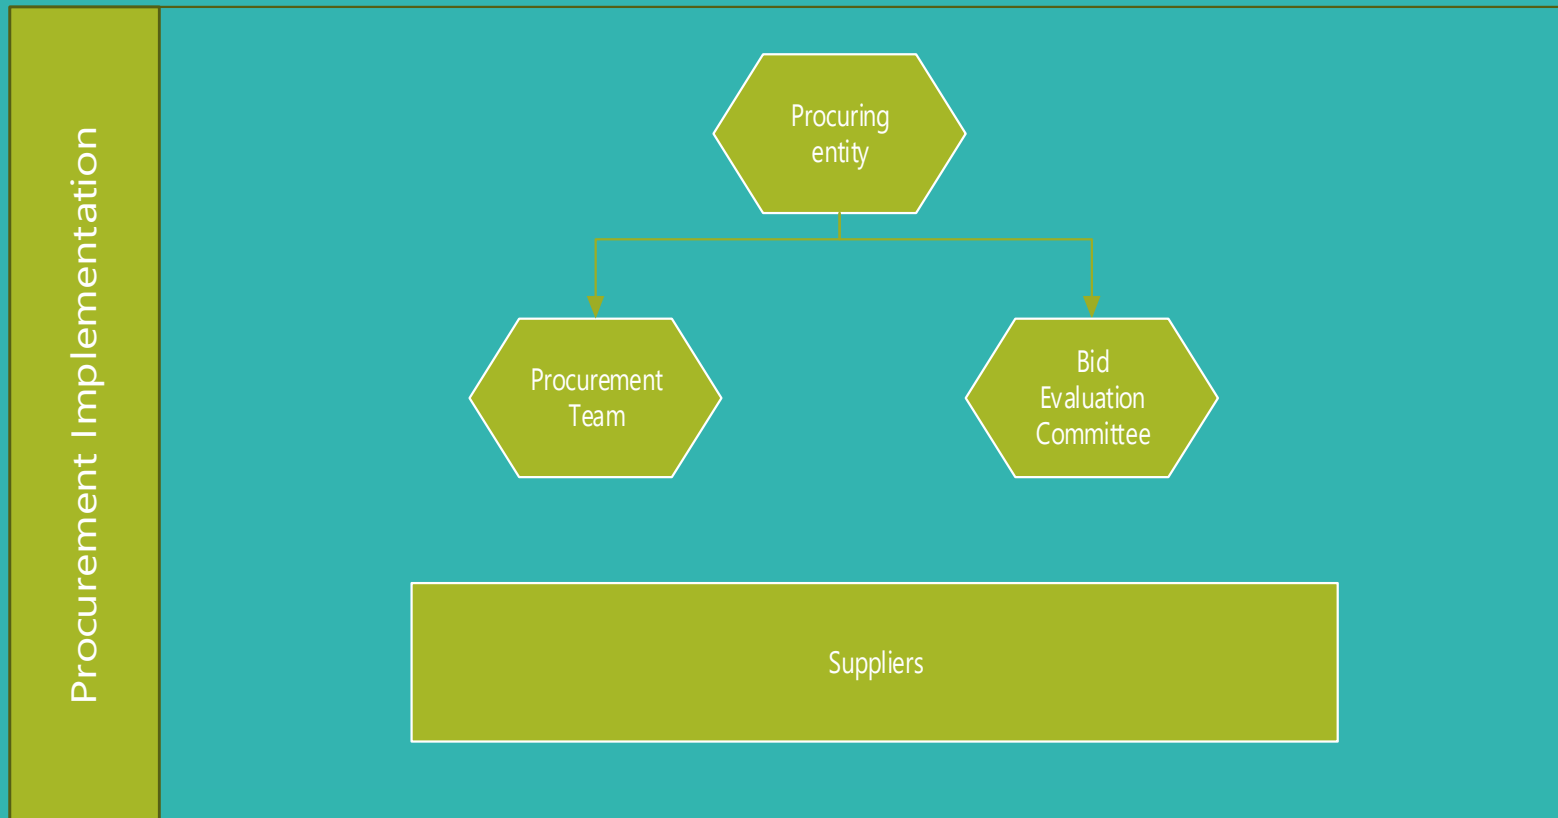 Procurement Implementation
Procuring
entity
Procurement
Team
Bid
Evaluation
Committee
Suppliers